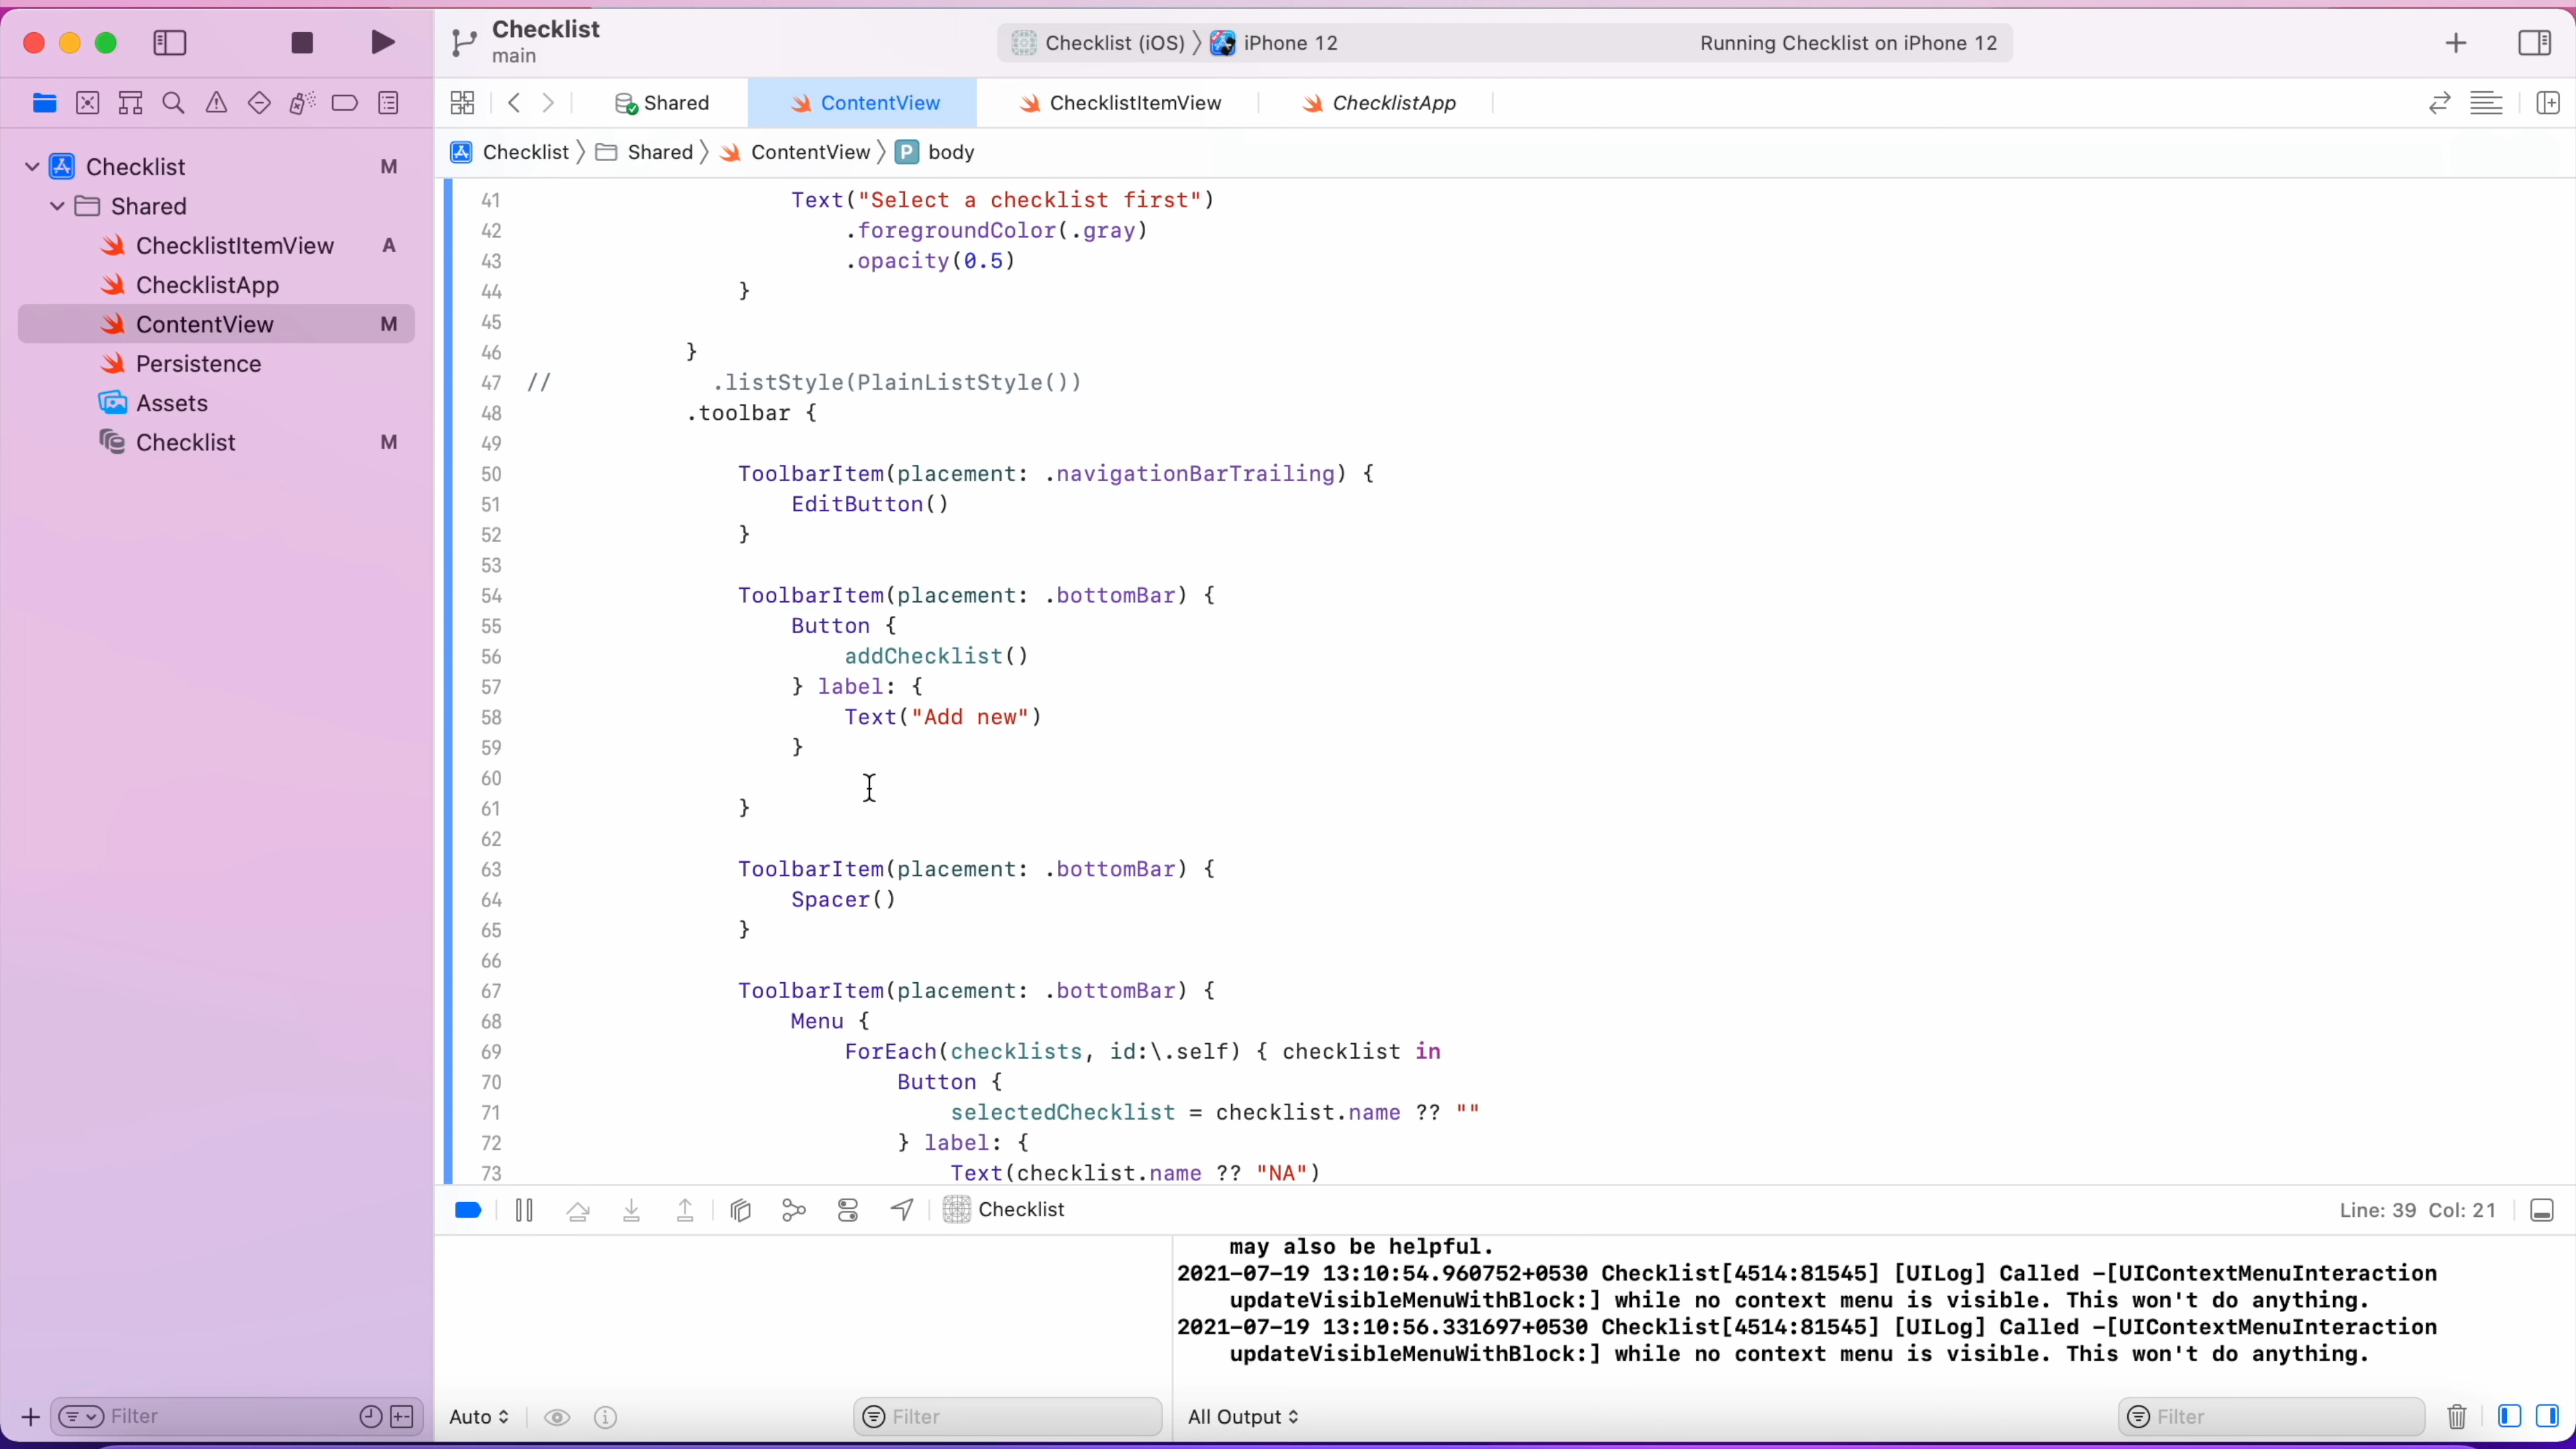 Checklist
main
Checklist (iOS) 〉 iPhone 12
Running Checklist on iPhone 12
Shared
ContentView
ChecklistItemView
ChecklistApp
Checklist 〉 Shared 〉 ContentView 〉 P body
Checklist M
Shared
ChecklistItemView A
ChecklistApp
ContentView M
Persistence
Assets
Checklist M
41 Text("Select a checklist first")
42 .foregroundColor(.gray)
43 .opacity(0.5)
44 }
45
46 }
47 // .listStyle(PlainListStyle())
48 .toolbar {
49
50 ToolbarItem(placement: .navigationBarTrailing) {
51 EditButton()
52 }
53
54 ToolbarItem(placement: .bottomBar) {
55 Button {
56 addChecklist()
57 } label: {
58 Text("Add new")
59 }
60
61 }
62
63 ToolbarItem(placement: .bottomBar) {
64 Spacer()
65 }
66
67 ToolbarItem(placement: .bottomBar) {
68 Menu {
69 ForEach(checklists, id:\.self) { checklist in
70 Button {
71 selectedChecklist = checklist.name ?? ""
72 } label: {
73 Text(checklist.name ?? "NA")
Checklist
Line: 39 Col: 21
may also be helpful.
2021-07-19 13:10:54.960752+0530 Checklist[4514:81545] [UILog] Called -[UIContextMenuInteraction
updateVisibleMenuWithBlock:] while no context menu is visible. This won't do anything.
2021-07-19 13:10:56.331697+0530 Checklist[4514:81545] [UILog] Called -[UIContextMenuInteraction
updateVisibleMenuWithBlock:] while no context menu is visible. This won't do anything.
Filter
Auto
Filter
All Output
Filter